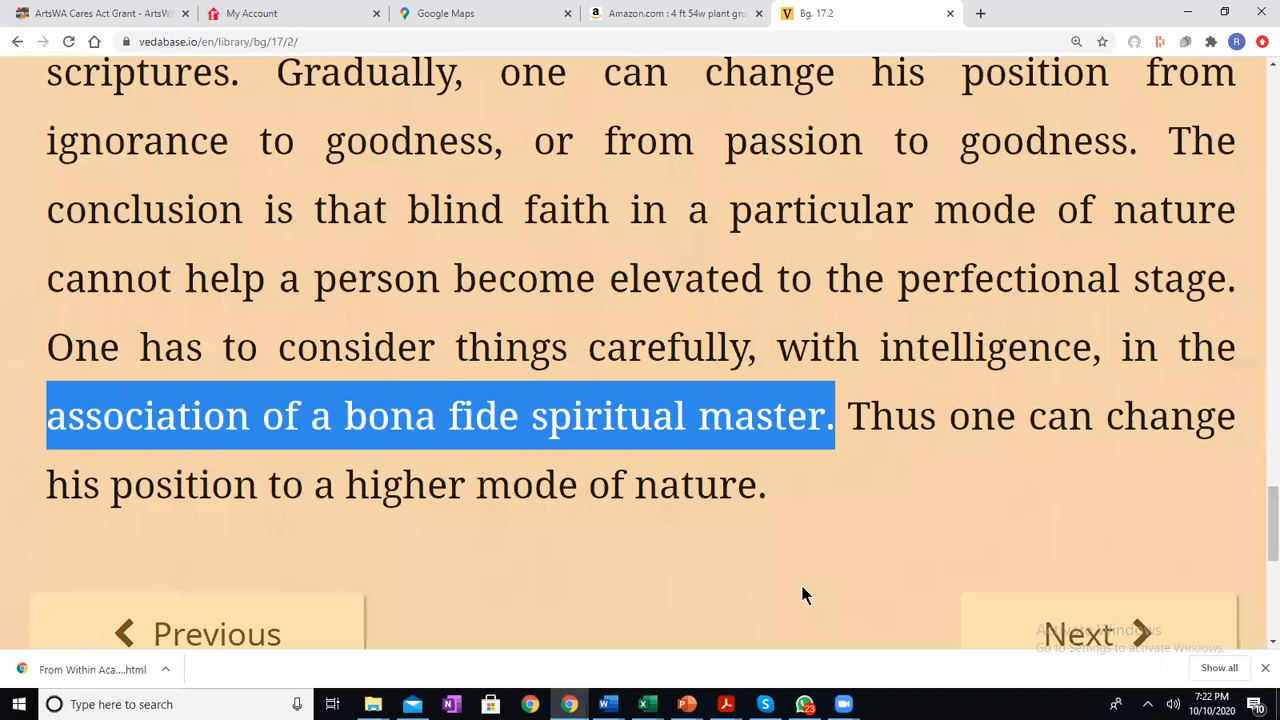 ArtsWA Cares Act Grant - ArtsWA
My Account
Google Maps
Amazon.com : 4 ft 54w plant gro
Bg. 17.2
vedabase.io/en/library/bg/17/2/
R
scriptures. Gradually, one can change his position from
ignorance to goodness, or from passion to goodness. The
conclusion is that blind faith in a particular mode of nature
cannot help a person become elevated to the perfectional stage.
One has to consider things carefully, with intelligence, in the
association of a bona fide spiritual master. Thus one can change
his position to a higher mode of nature.
Previous
Next
Activate Windows
Go to Settings to activate Windows.
From Within Aca....html
Show all
Type here to search
23
7:22 PM
10/10/2020
10